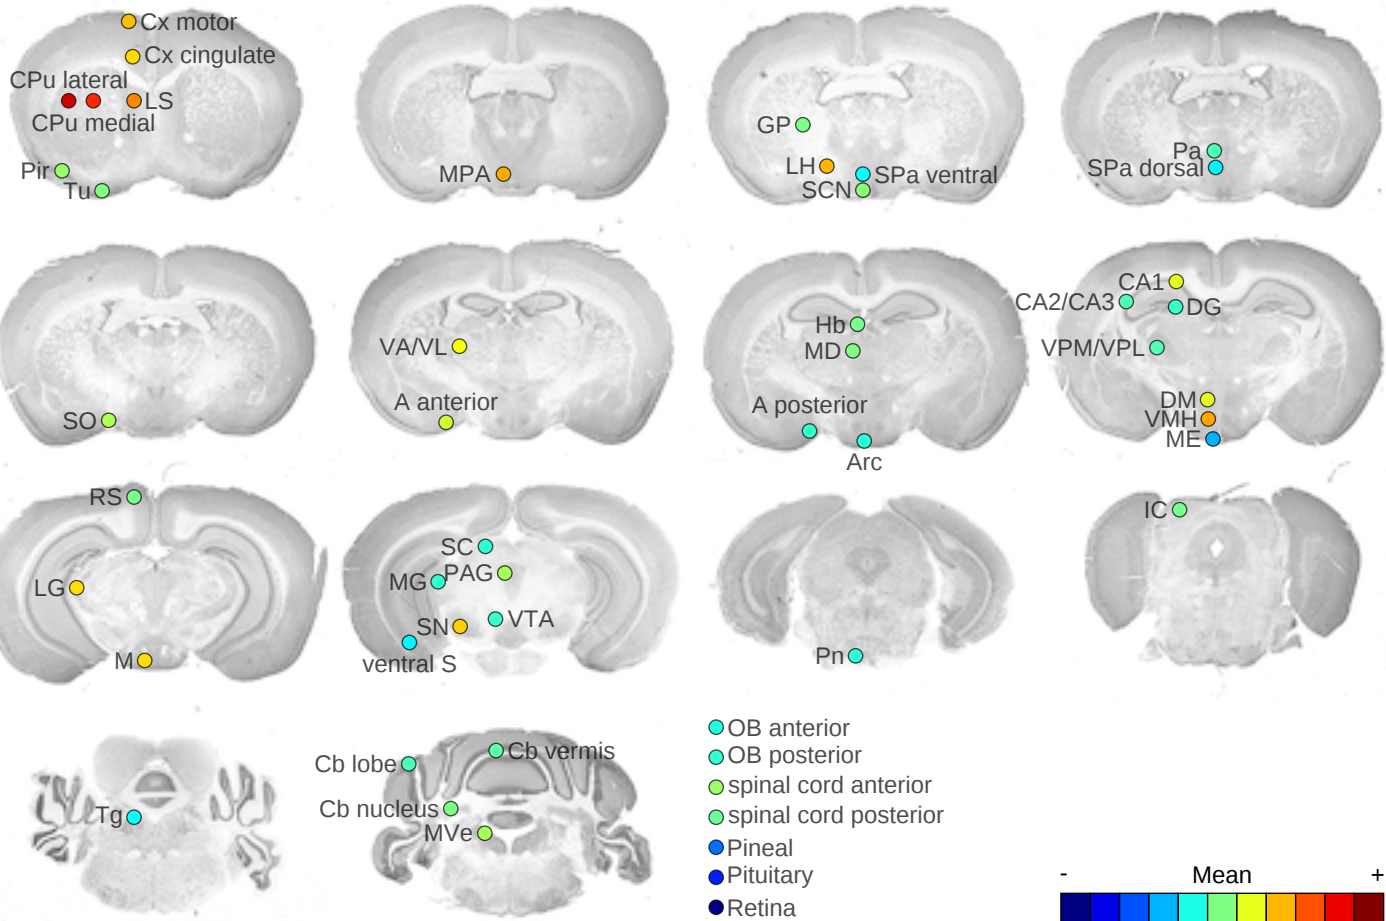 Cx motor
Cx cingulate
CPu lateral
LS
CPu medial
Pir
Tu
MPA
GP
LH
SPa ventral
SCN
Pa
SPa dorsal
SO
VA/VL
A anterior
Hb
MD
A posterior
Arc
CA1
CA2/CA3
DG
VPM/VPL
DM
VMH
ME
RS
LG
M
SC
MG
PAG
SN
VTA
ventral S
Pn
IC
Tg
Cb lobe
Cb vermis
Cb nucleus
MVe
OB anterior
OB posterior
spinal cord anterior
spinal cord posterior
Pineal
Pituitary
Retina
- Mean +